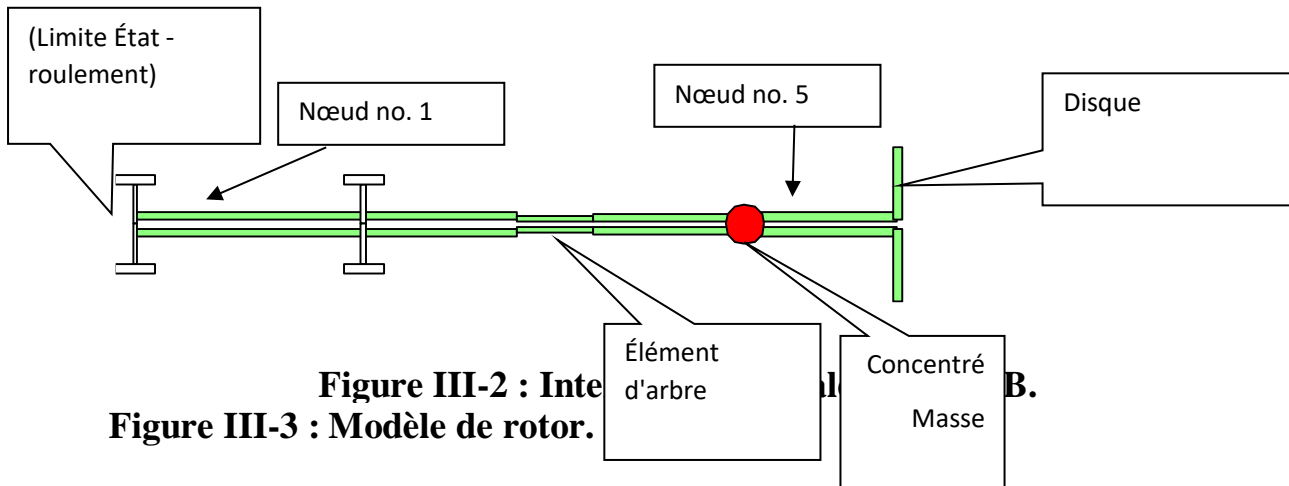 (Limite État -
roulement)
Nœud no. 1
Nœud no. 5
Disque
Élément
d'arbre
Concentré
Masse
Figure III-2 : Inte B.
Figure III-3 : Modèle de rotor.